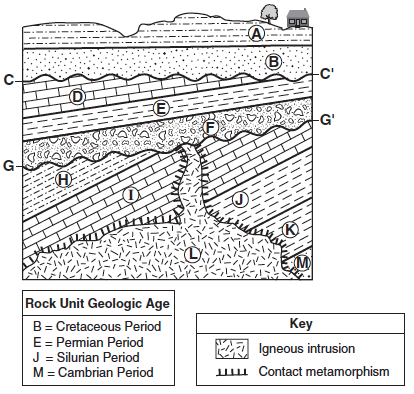 A
B
C
C'
D
E
G'
F
G
H
I
J
K
L
M
Rock Unit Geologic Age
B = Cretaceous Period
E = Permian Period
J = Silurian Period
M = Cambrian Period
Key
Igneous intrusion
Contact metamorphism